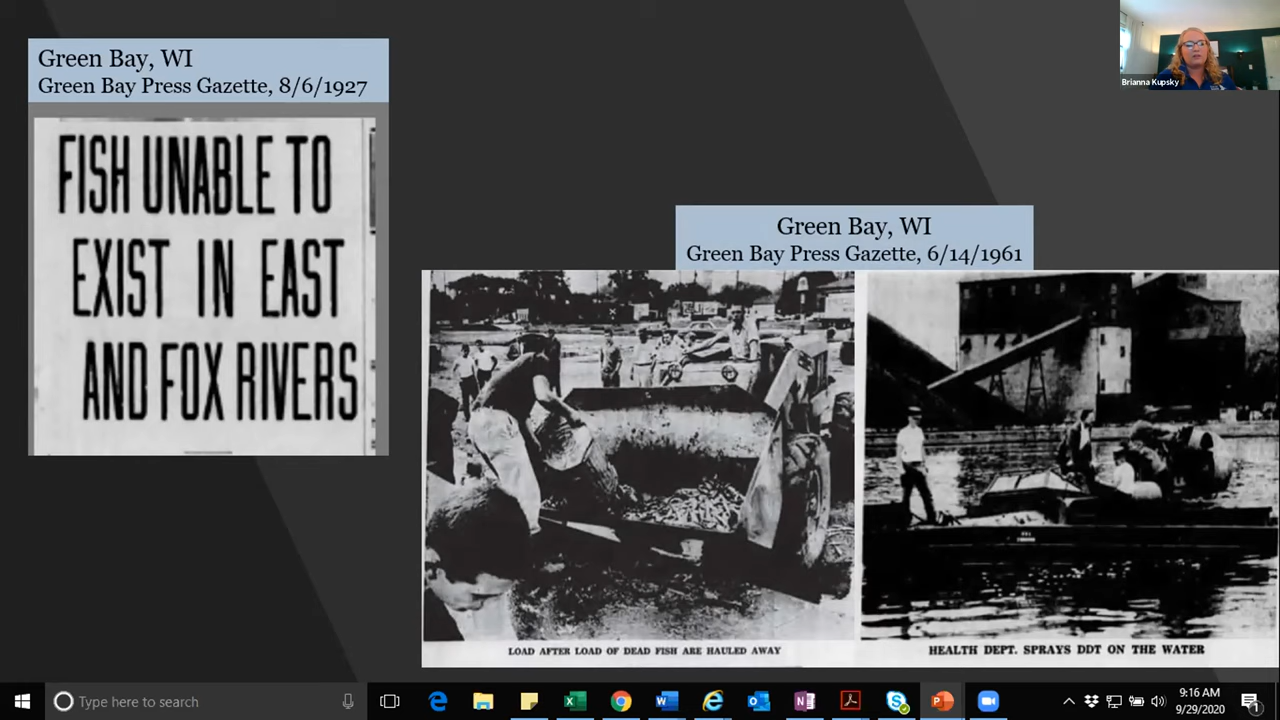 Green Bay, WI
Green Bay Press Gazette, 8/6/1927
FISH UNABLE TO
EXIST IN EAST
AND FOX RIVERS
Brianna Kupsky
Green Bay, WI
Green Bay Press Gazette, 6/14/1961
LOAD AFTER LOAD OF DEAD FISH ARE HAULED AWAY
HEALTH DEPT. SPRAYS DDT ON THE WATER
Type here to search
9:16 AM
9/29/2020
1